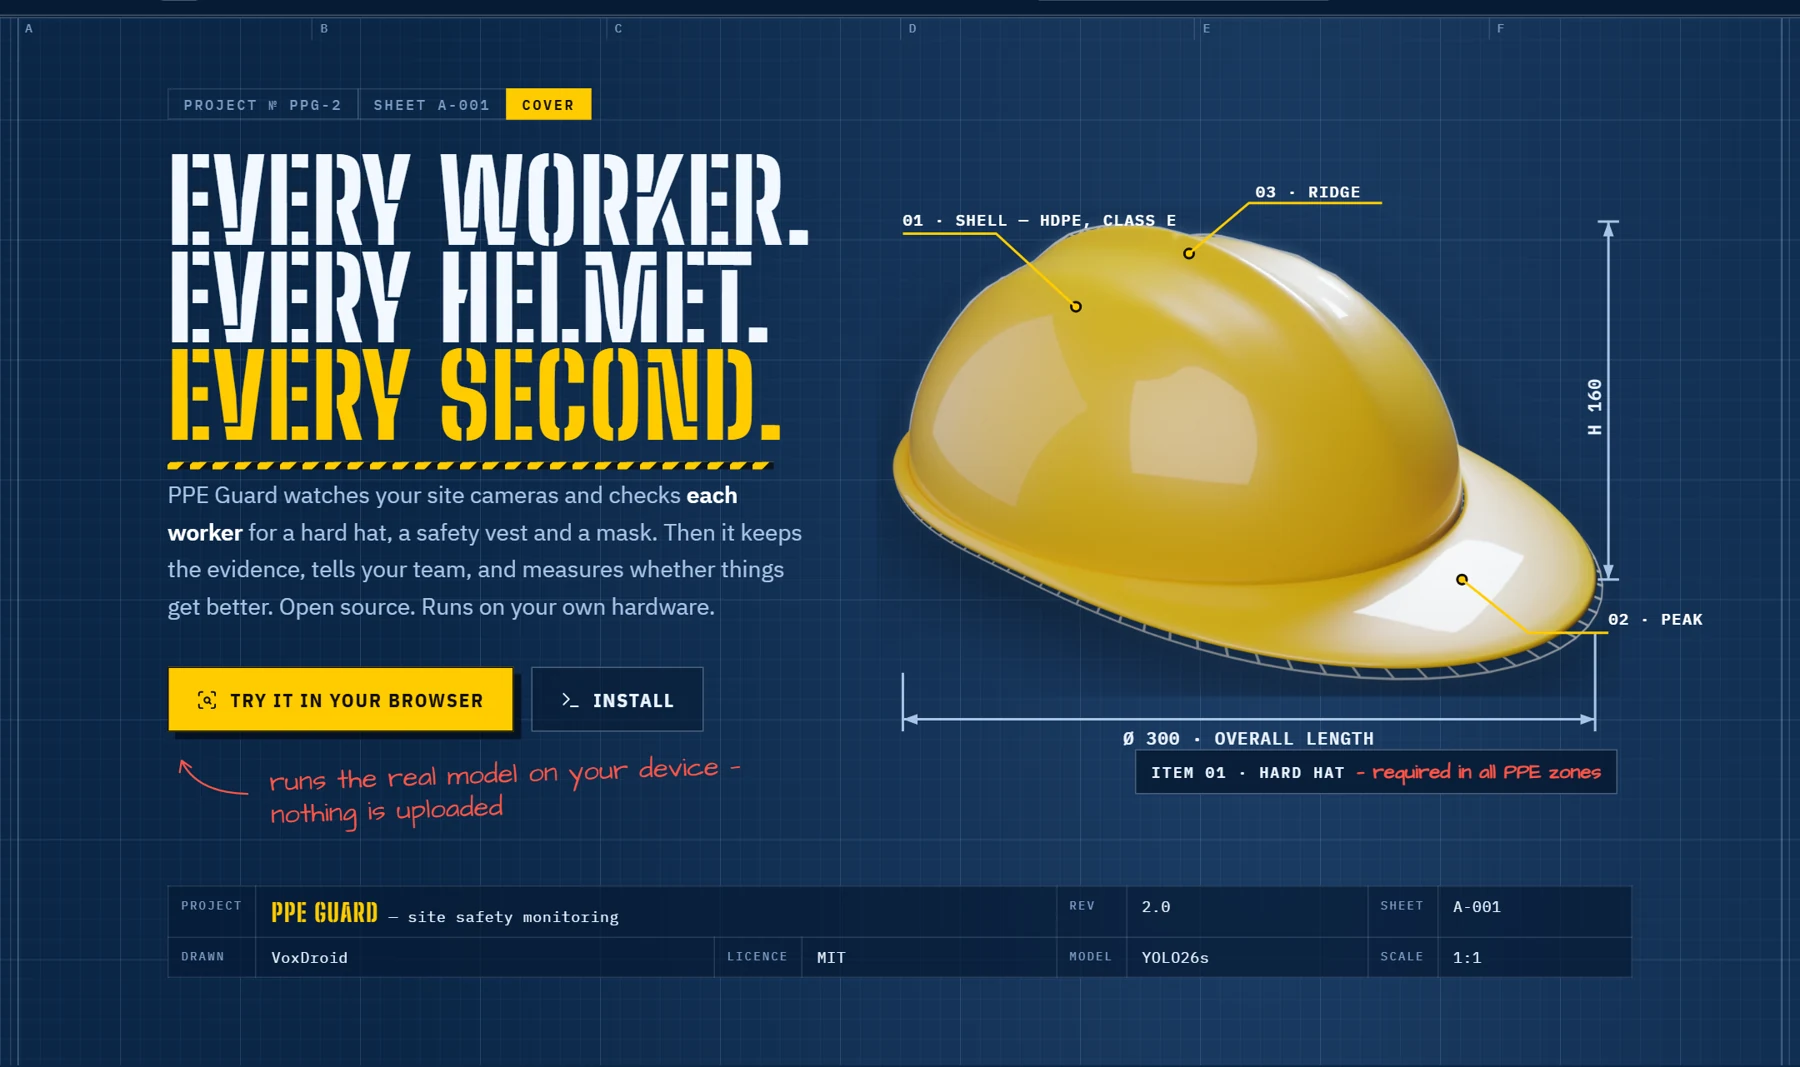 A B C D E F
PROJECT № PPG-2 SHEET A-001 COVER
EVERY WORKER.
EVERY HELMET.
EVERY SECOND.
PPE Guard watches your site cameras and checks each
worker for a hard hat, a safety vest and a mask. Then it keeps
the evidence, tells your team, and measures whether things
get better. Open source. Runs on your own hardware.
TRY IT IN YOUR BROWSER
INSTALL
runs the real model on your device -
nothing is uploaded
03 · RIDGE
01 · SHELL — HDPE, CLASS E
H 160
02 · PEAK
Ø 300 · OVERALL LENGTH
ITEM 01 · HARD HAT - required in all PPE zones
PROJECT PPE GUARD — site safety monitoring REV 2.0 SHEET A-001
DRAWN VoxDroid LICENCE MIT MODEL YOLO26s SCALE 1:1